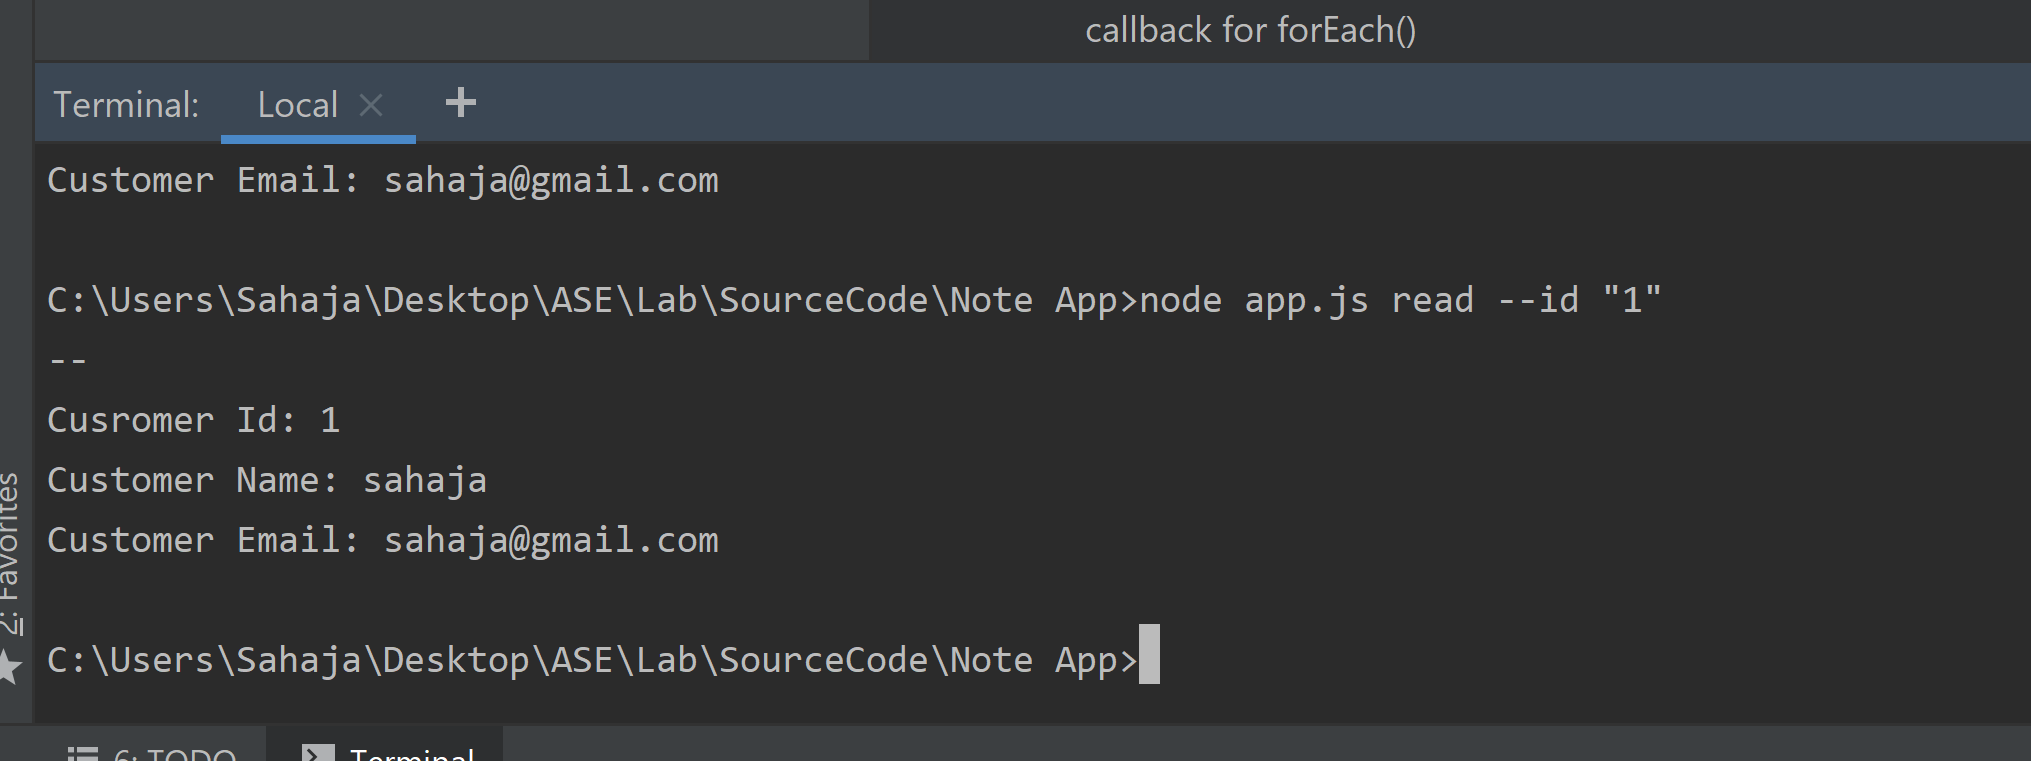 callback for forEach()
Terminal: Local × +
Customer Email: sahaja@gmail.com
C:\Users\Sahaja\Desktop\ASE\Lab\SourceCode\Note App>node app.js read --id "1"
--
Cusromer Id: 1
Customer Name: sahaja
Customer Email: sahaja@gmail.com
C:\Users\Sahaja\Desktop\ASE\Lab\SourceCode\Note App>
2: Favorites
6: TODO Terminal